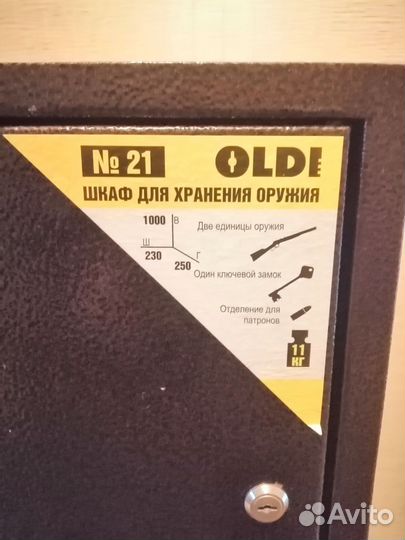 № 21 OLDI
ШКАФ ДЛЯ ХРАНЕНИЯ ОРУЖИЯ
1000 В
Две единицы оружия
Ш Г
230 250
Один ключевой замок
Отделение для
патронов
11
КГ
Avito